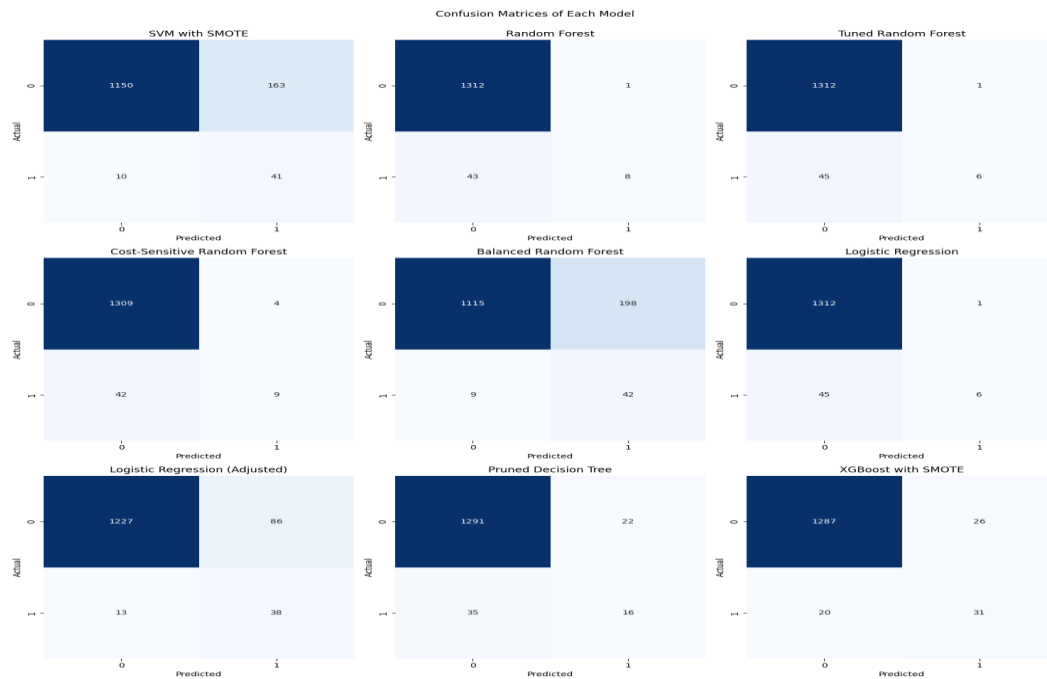 Confusion Matrices of Each Model
SVM with SMOTE
0
1150
163
Actual
1
10
41
0
1
Predicted
Random Forest
0
1312
1
Actual
1
43
8
0
1
Predicted
Tuned Random Forest
0
1312
1
Actual
1
45
6
0
1
Predicted
Cost-Sensitive Random Forest
0
1309
4
Actual
1
42
9
0
1
Predicted
Balanced Random Forest
0
1115
198
Actual
1
9
42
0
1
Predicted
Logistic Regression
0
1312
1
Actual
1
45
6
0
1
Predicted
Logistic Regression (Adjusted)
0
1227
86
Actual
1
13
38
0
1
Predicted
Pruned Decision Tree
0
1291
22
Actual
1
35
16
0
1
Predicted
XGBoost with SMOTE
0
1287
26
Actual
1
20
31
0
1
Predicted